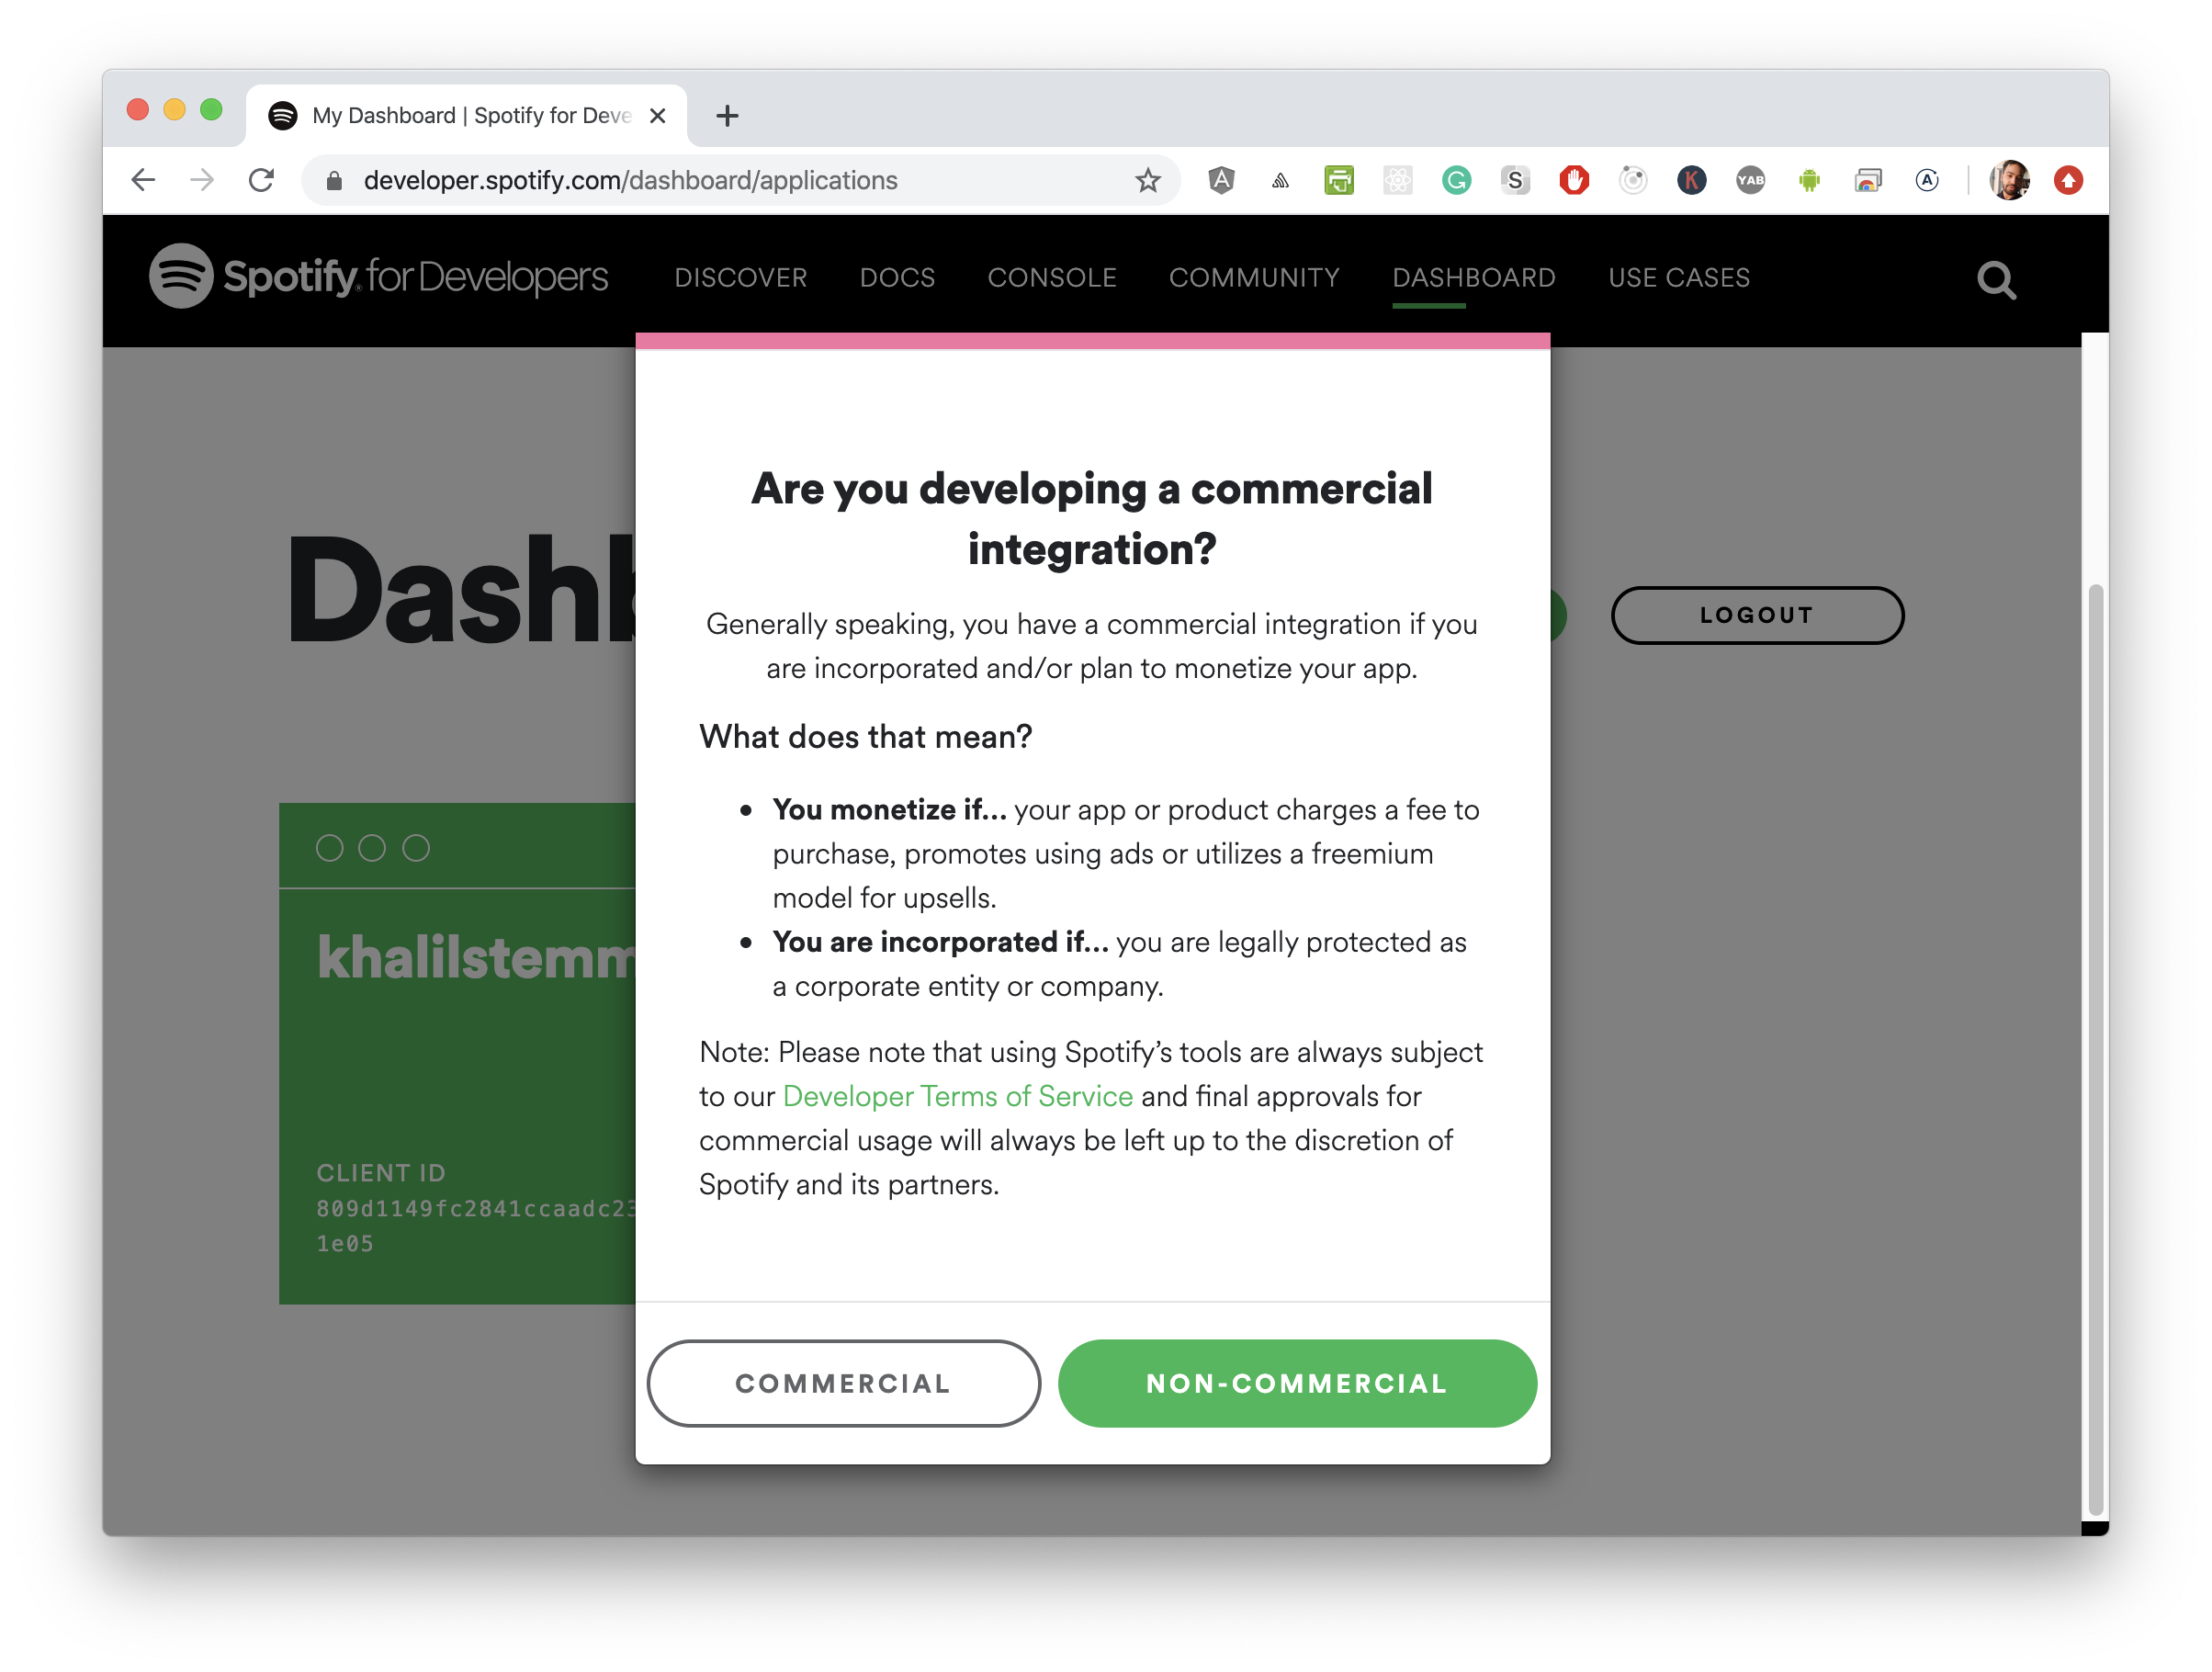 My Dashboard | Spotify for Deve
developer.spotify.com/dashboard/applications
Spotify for Developers
DISCOVER
DOCS
CONSOLE
COMMUNITY
DASHBOARD
USE CASES
Dashb
LOGOUT
Are you developing a commercial
integration?
Generally speaking, you have a commercial integration if you
are incorporated and/or plan to monetize your app.
What does that mean?
• You monetize if... your app or product charges a fee to
purchase, promotes using ads or utilizes a freemium
model for upsells.
• You are incorporated if... you are legally protected as
a corporate entity or company.
Note: Please note that using Spotify’s tools are always subject
to our Developer Terms of Service and final approvals for
commercial usage will always be left up to the discretion of
Spotify and its partners.
khalilstemm
CLIENT ID
809d1149fc2841ccaadc23
1e05
COMMERCIAL
NON-COMMERCIAL